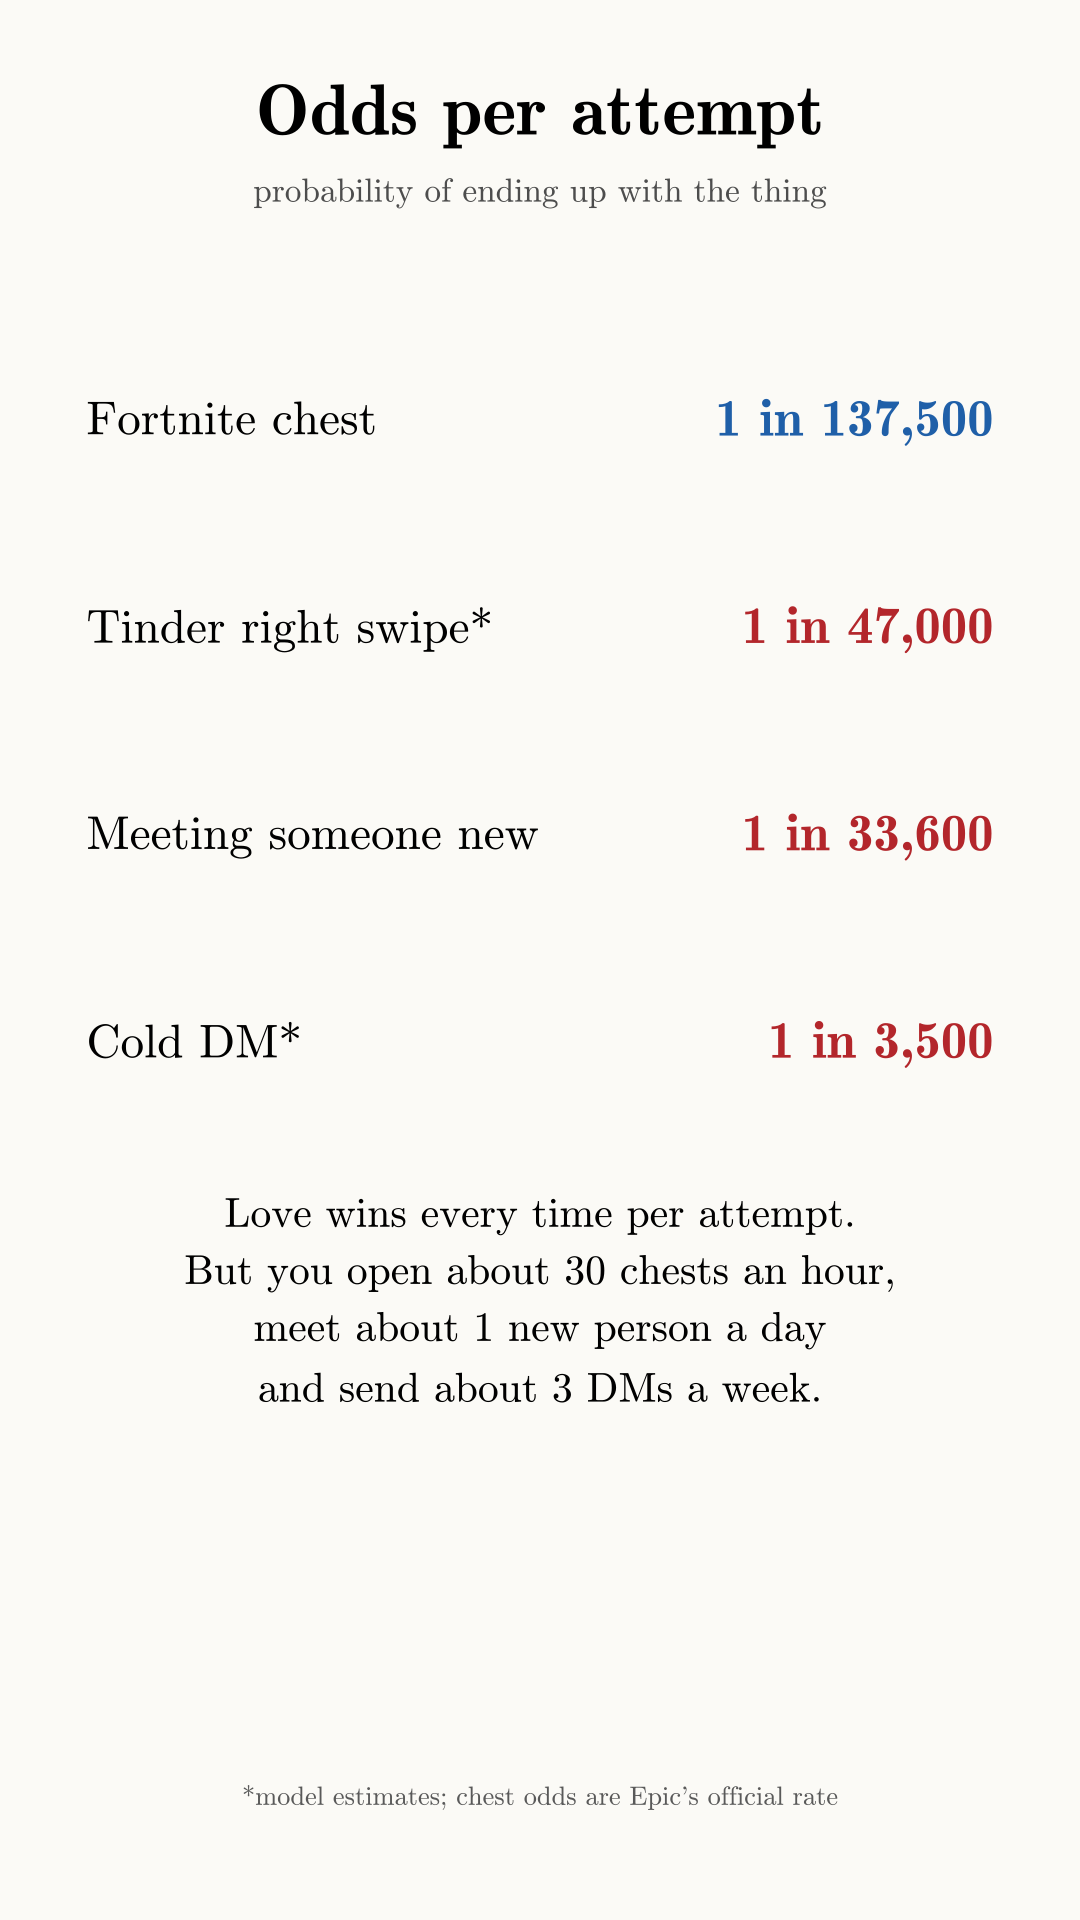 Odds per attempt
probability of ending up with the thing
Fortnite chest 1 in 137,500
Tinder right swipe* 1 in 47,000
Meeting someone new 1 in 33,600
Cold DM* 1 in 3,500
Love wins every time per attempt.
But you open about 30 chests an hour,
meet about 1 new person a day
and send about 3 DMs a week.
*model estimates; chest odds are Epic's official rate